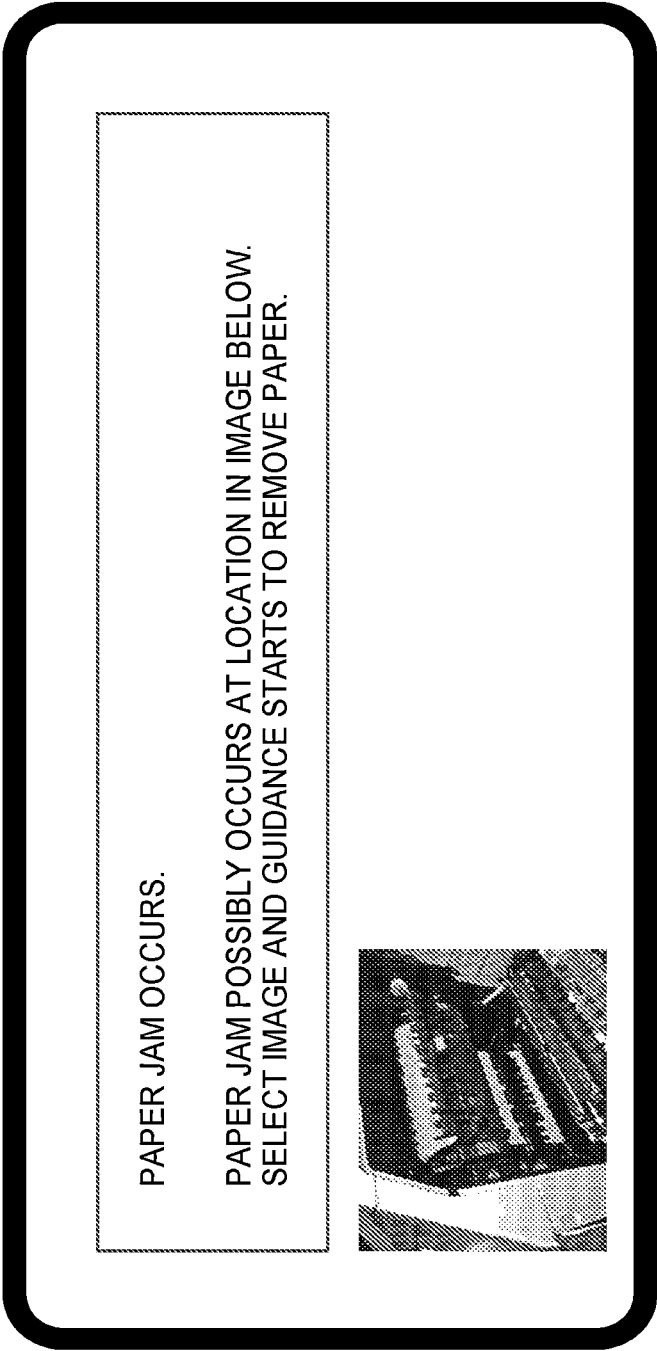 PAPER JAM OCCURS.
PAPER JAM POSSIBLY OCCURS AT LOCATION IN IMAGE BELOW.
SELECT IMAGE AND GUIDANCE STARTS TO REMOVE PAPER.